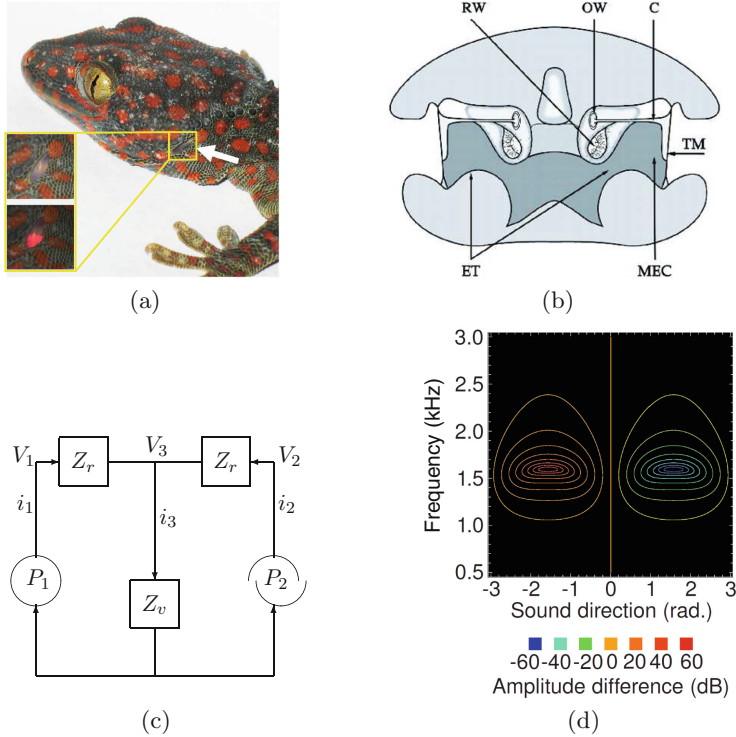 RW OW C
TM
ET MEC
(a) (b)
V1 Zr V3 Zr V2
i1 i3 i2
P1 Zv P2
(c)
3.0
2.5
2.0
1.5
1.0
0.5
Frequency (kHz)
-3 -2 -1 0 1 2 3
Sound direction (rad.)
-60 -40 -20 0 20 40 60
Amplitude difference (dB)
(d)